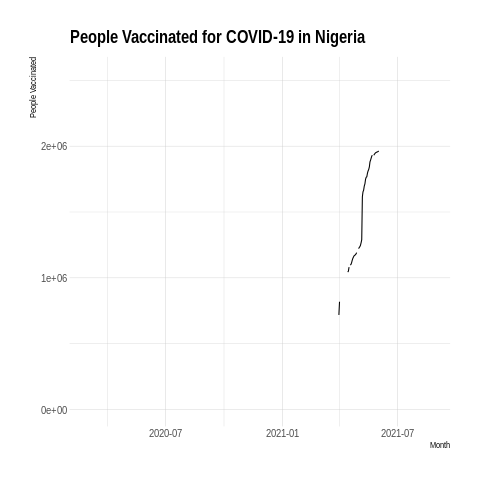 People Vaccinated for COVID-19 in Nigeria
People Vaccinated
2e+06
1e+06
0e+00
2020-07 2021-01 2021-07
Month